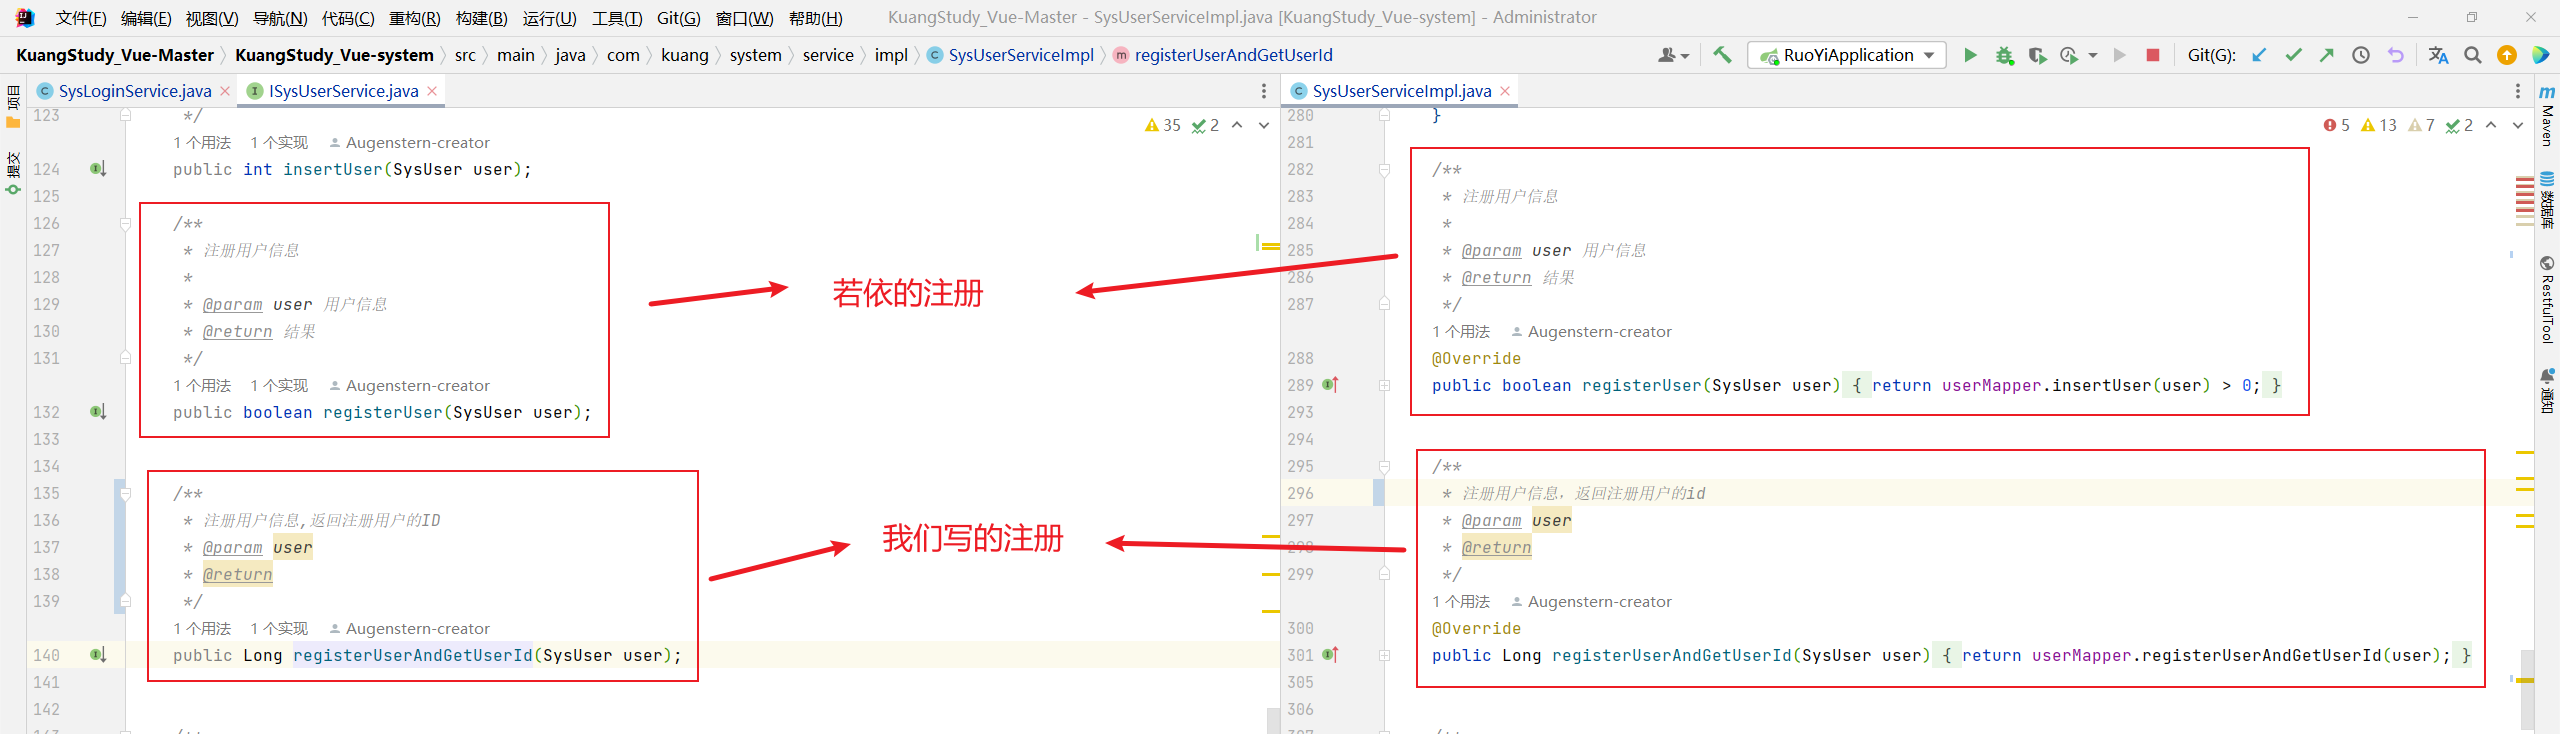 文件(F) 编辑(E) 视图(V) 导航(N) 代码(C) 重构(R) 构建(B) 运行(U) 工具(T) Git(G) 窗口(W) 帮助(H) KuangStudy_Vue-Master - SysUserServiceImpl.java [KuangStudy_Vue-system] - Administrator
KuangStudy_Vue-Master KuangStudy_Vue-system src main java com kuang system service impl SysUserServiceImpl registerUserAndGetUserId RuoYiApplication Git(G):
项目
提交
SysLoginService.java ISysUserService.java
35 2
123 */
1 个用法 1 个实现 Augenstern-creator
124 public int insertUser(SysUser user);
125
126 /**
127 * 注册用户信息
128 *
129 * @param user 用户信息
130 * @return 结果
131 */
1 个用法 1 个实现 Augenstern-creator
132 public boolean registerUser(SysUser user);
133
134
135 /**
136 * 注册用户信息,返回注册用户的ID
137 * @param user
138 * @return
139 */
1 个用法 1 个实现 Augenstern-creator
140 public Long registerUserAndGetUserId(SysUser user);
141
142
若依的注册
我们写的注册
SysUserServiceImpl.java
5 13 7 2
280 }
281
282 /**
283 * 注册用户信息
284 *
285 * @param user 用户信息
286 * @return 结果
287 */
1 个用法 Augenstern-creator
288 @Override
289 public boolean registerUser(SysUser user) { return userMapper.insertUser(user) > 0; }
293
294
295 /**
296 * 注册用户信息，返回注册用户的id
297 * @param user
298 * @return
299 */
1 个用法 Augenstern-creator
300 @Override
301 public Long registerUserAndGetUserId(SysUser user) { return userMapper.registerUserAndGetUserId(user); }
305
306
Maven
数据库
RestfulTool
通知